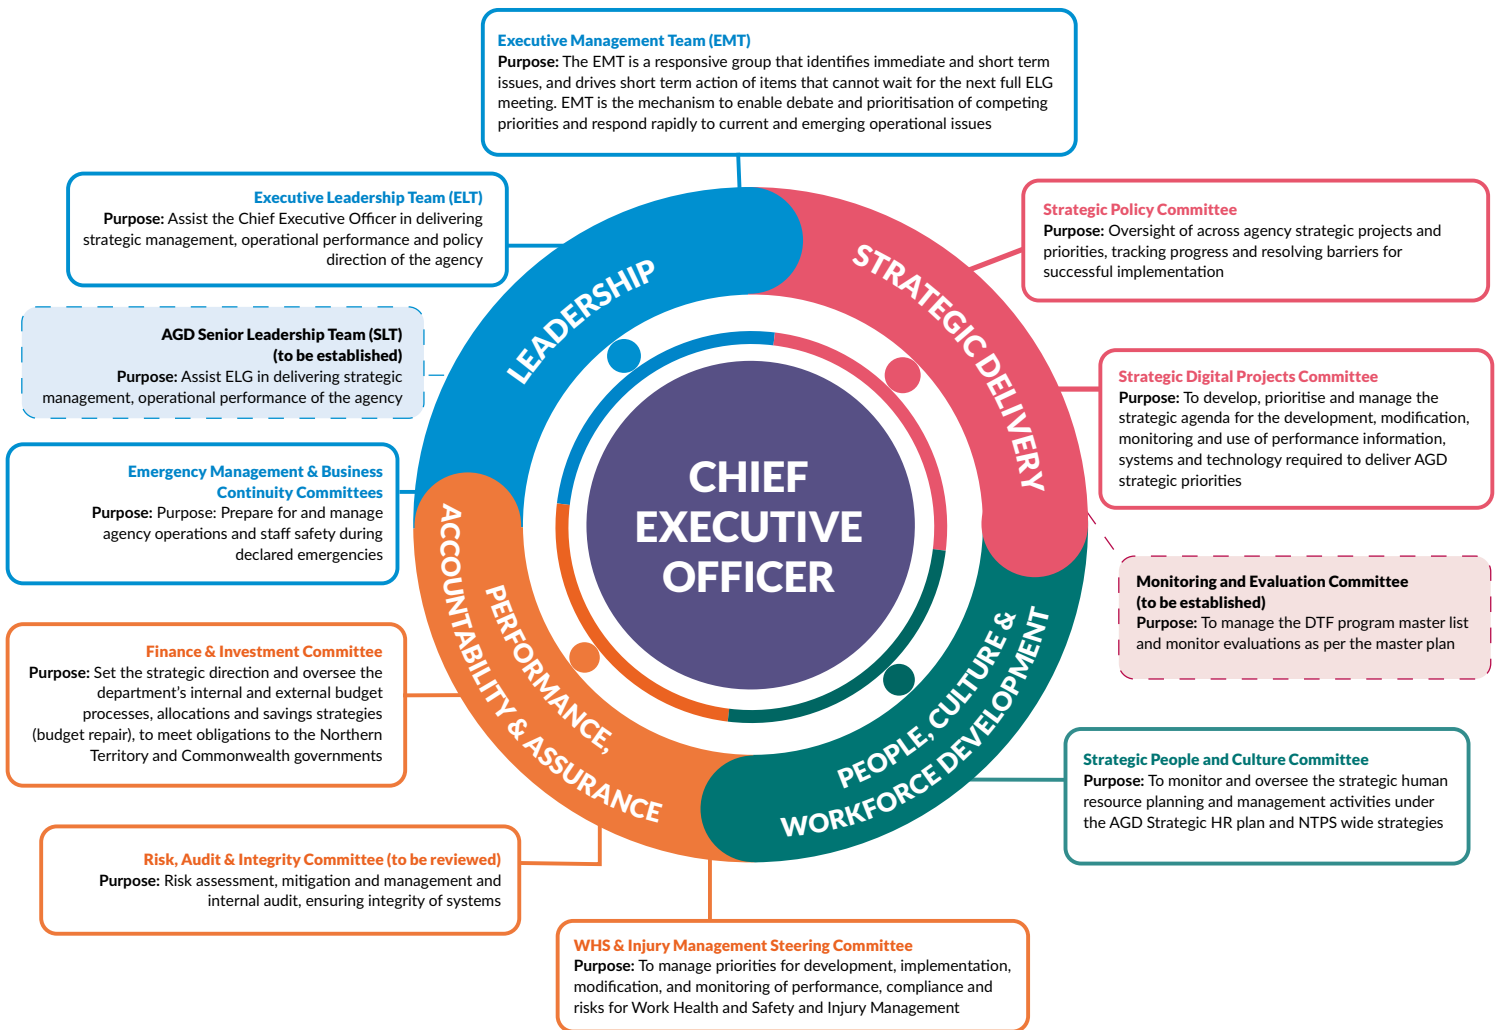 Executive Management Team (EMT)
Purpose: The EMT is a responsive group that identifies immediate and short term
issues, and drives short term action of items that cannot wait for the next full ELG
meeting. EMT is the mechanism to enable debate and prioritisation of competing
priorities and respond rapidly to current and emerging operational issues
Executive Leadership Team (ELT)
Purpose: Assist the Chief Executive Officer in delivering
strategic management, operational performance and policy
direction of the agency
AGD Senior Leadership Team (SLT)
(to be established)
Purpose: Assist ELG in delivering strategic
management, operational performance of the agency
Emergency Management & Business
Continuity Committees
Purpose: Purpose: Prepare for and manage
agency operations and staff safety during
declared emergencies
Finance & Investment Committee
Purpose: Set the strategic direction and oversee the
department's internal and external budget
processes, allocations and savings strategies
(budget repair), to meet obligations to the Northern
Territory and Commonwealth governments
Risk, Audit & Integrity Committee (to be reviewed)
Purpose: Risk assessment, mitigation and management and
internal audit, ensuring integrity of systems
WHS & Injury Management Steering Committee
Purpose: To manage priorities for development, implementation,
modification, and monitoring of performance, compliance and
risks for Work Health and Safety and Injury Management
Strategic Policy Committee
Purpose: Oversight of across agency strategic projects and
priorities, tracking progress and resolving barriers for
successful implementation
Strategic Digital Projects Committee
Purpose: To develop, prioritise and manage the
strategic agenda for the development, modification,
monitoring and use of performance information,
systems and technology required to deliver AGD
strategic priorities
Monitoring and Evaluation Committee
(to be established)
Purpose: To manage the DTF program master list
and monitor evaluations as per the master plan
Strategic People and Culture Committee
Purpose: To monitor and oversee the strategic human
resource planning and management activities under
the AGD Strategic HR plan and NTPS wide strategies
LEADERSHIP
STRATEGIC DELIVERY
PEOPLE, CULTURE &
WORKFORCE DEVELOPMENT
PERFORMANCE,
ACCOUNTABILITY & ASSURANCE
CHIEF
EXECUTIVE
OFFICER